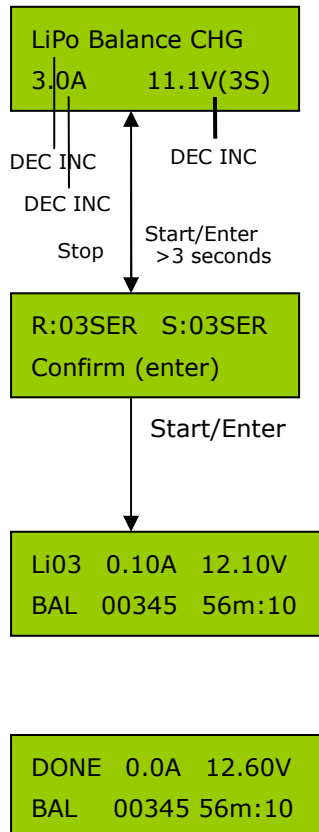 LiPo Balance CHG
3.0A 11.1V(3S)
DEC INC
DEC INC
DEC INC
Stop
Start/Enter
>3 seconds
R:03SER S:03SER
Confirm (enter)
Start/Enter
Li03 0.10A 12.10V
BAL 00345 56m:10
DONE 0.0A 12.60V
BAL 00345 56m:10